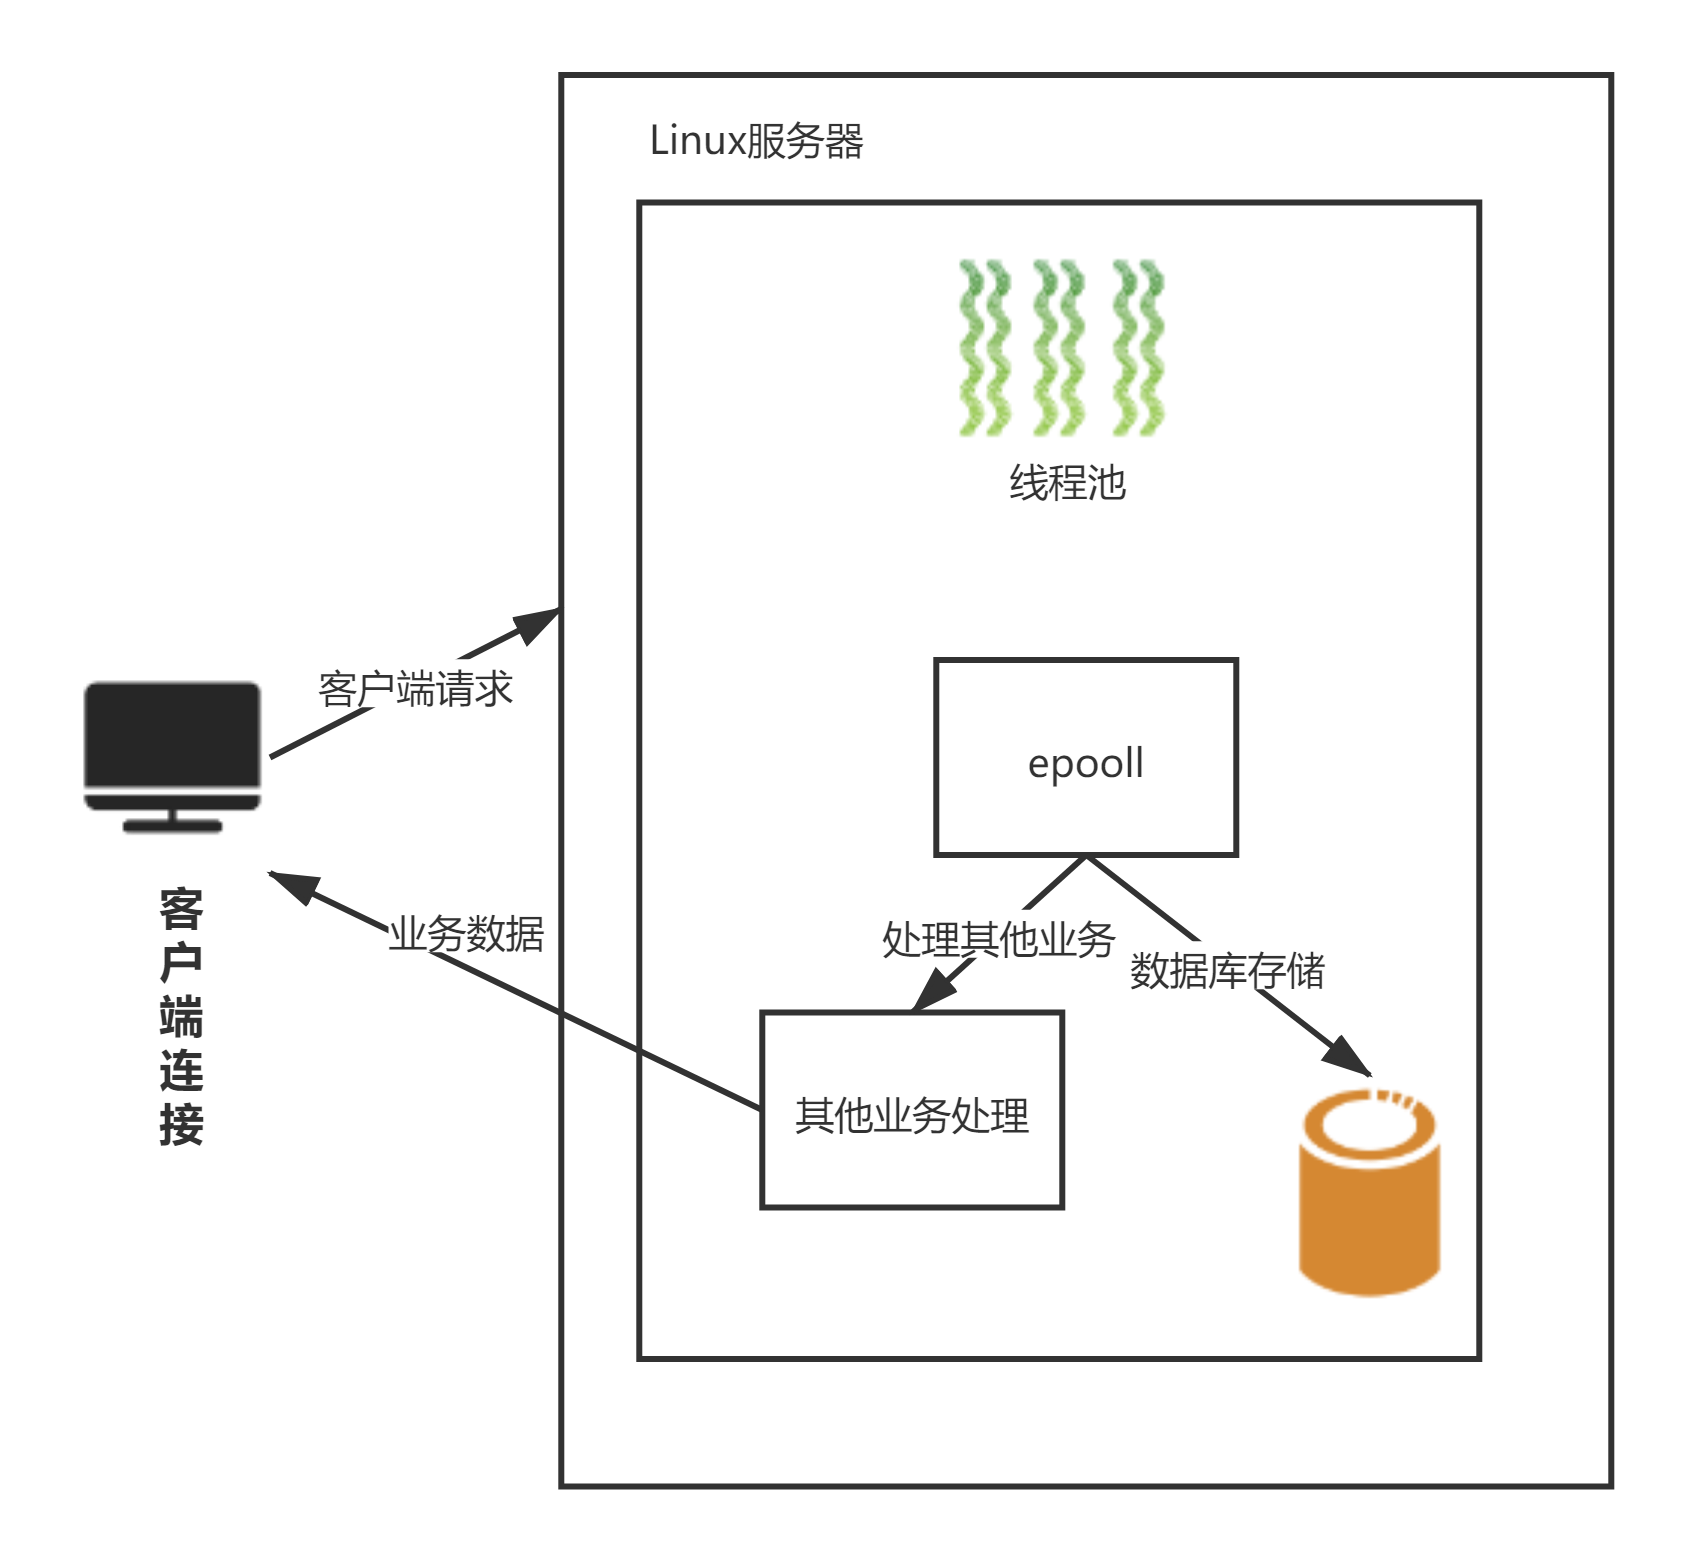 Linux服务器
线程池
客户端请求
epooll
业务数据
处理其他业务
数据库存储
其他业务处理
客户端连接